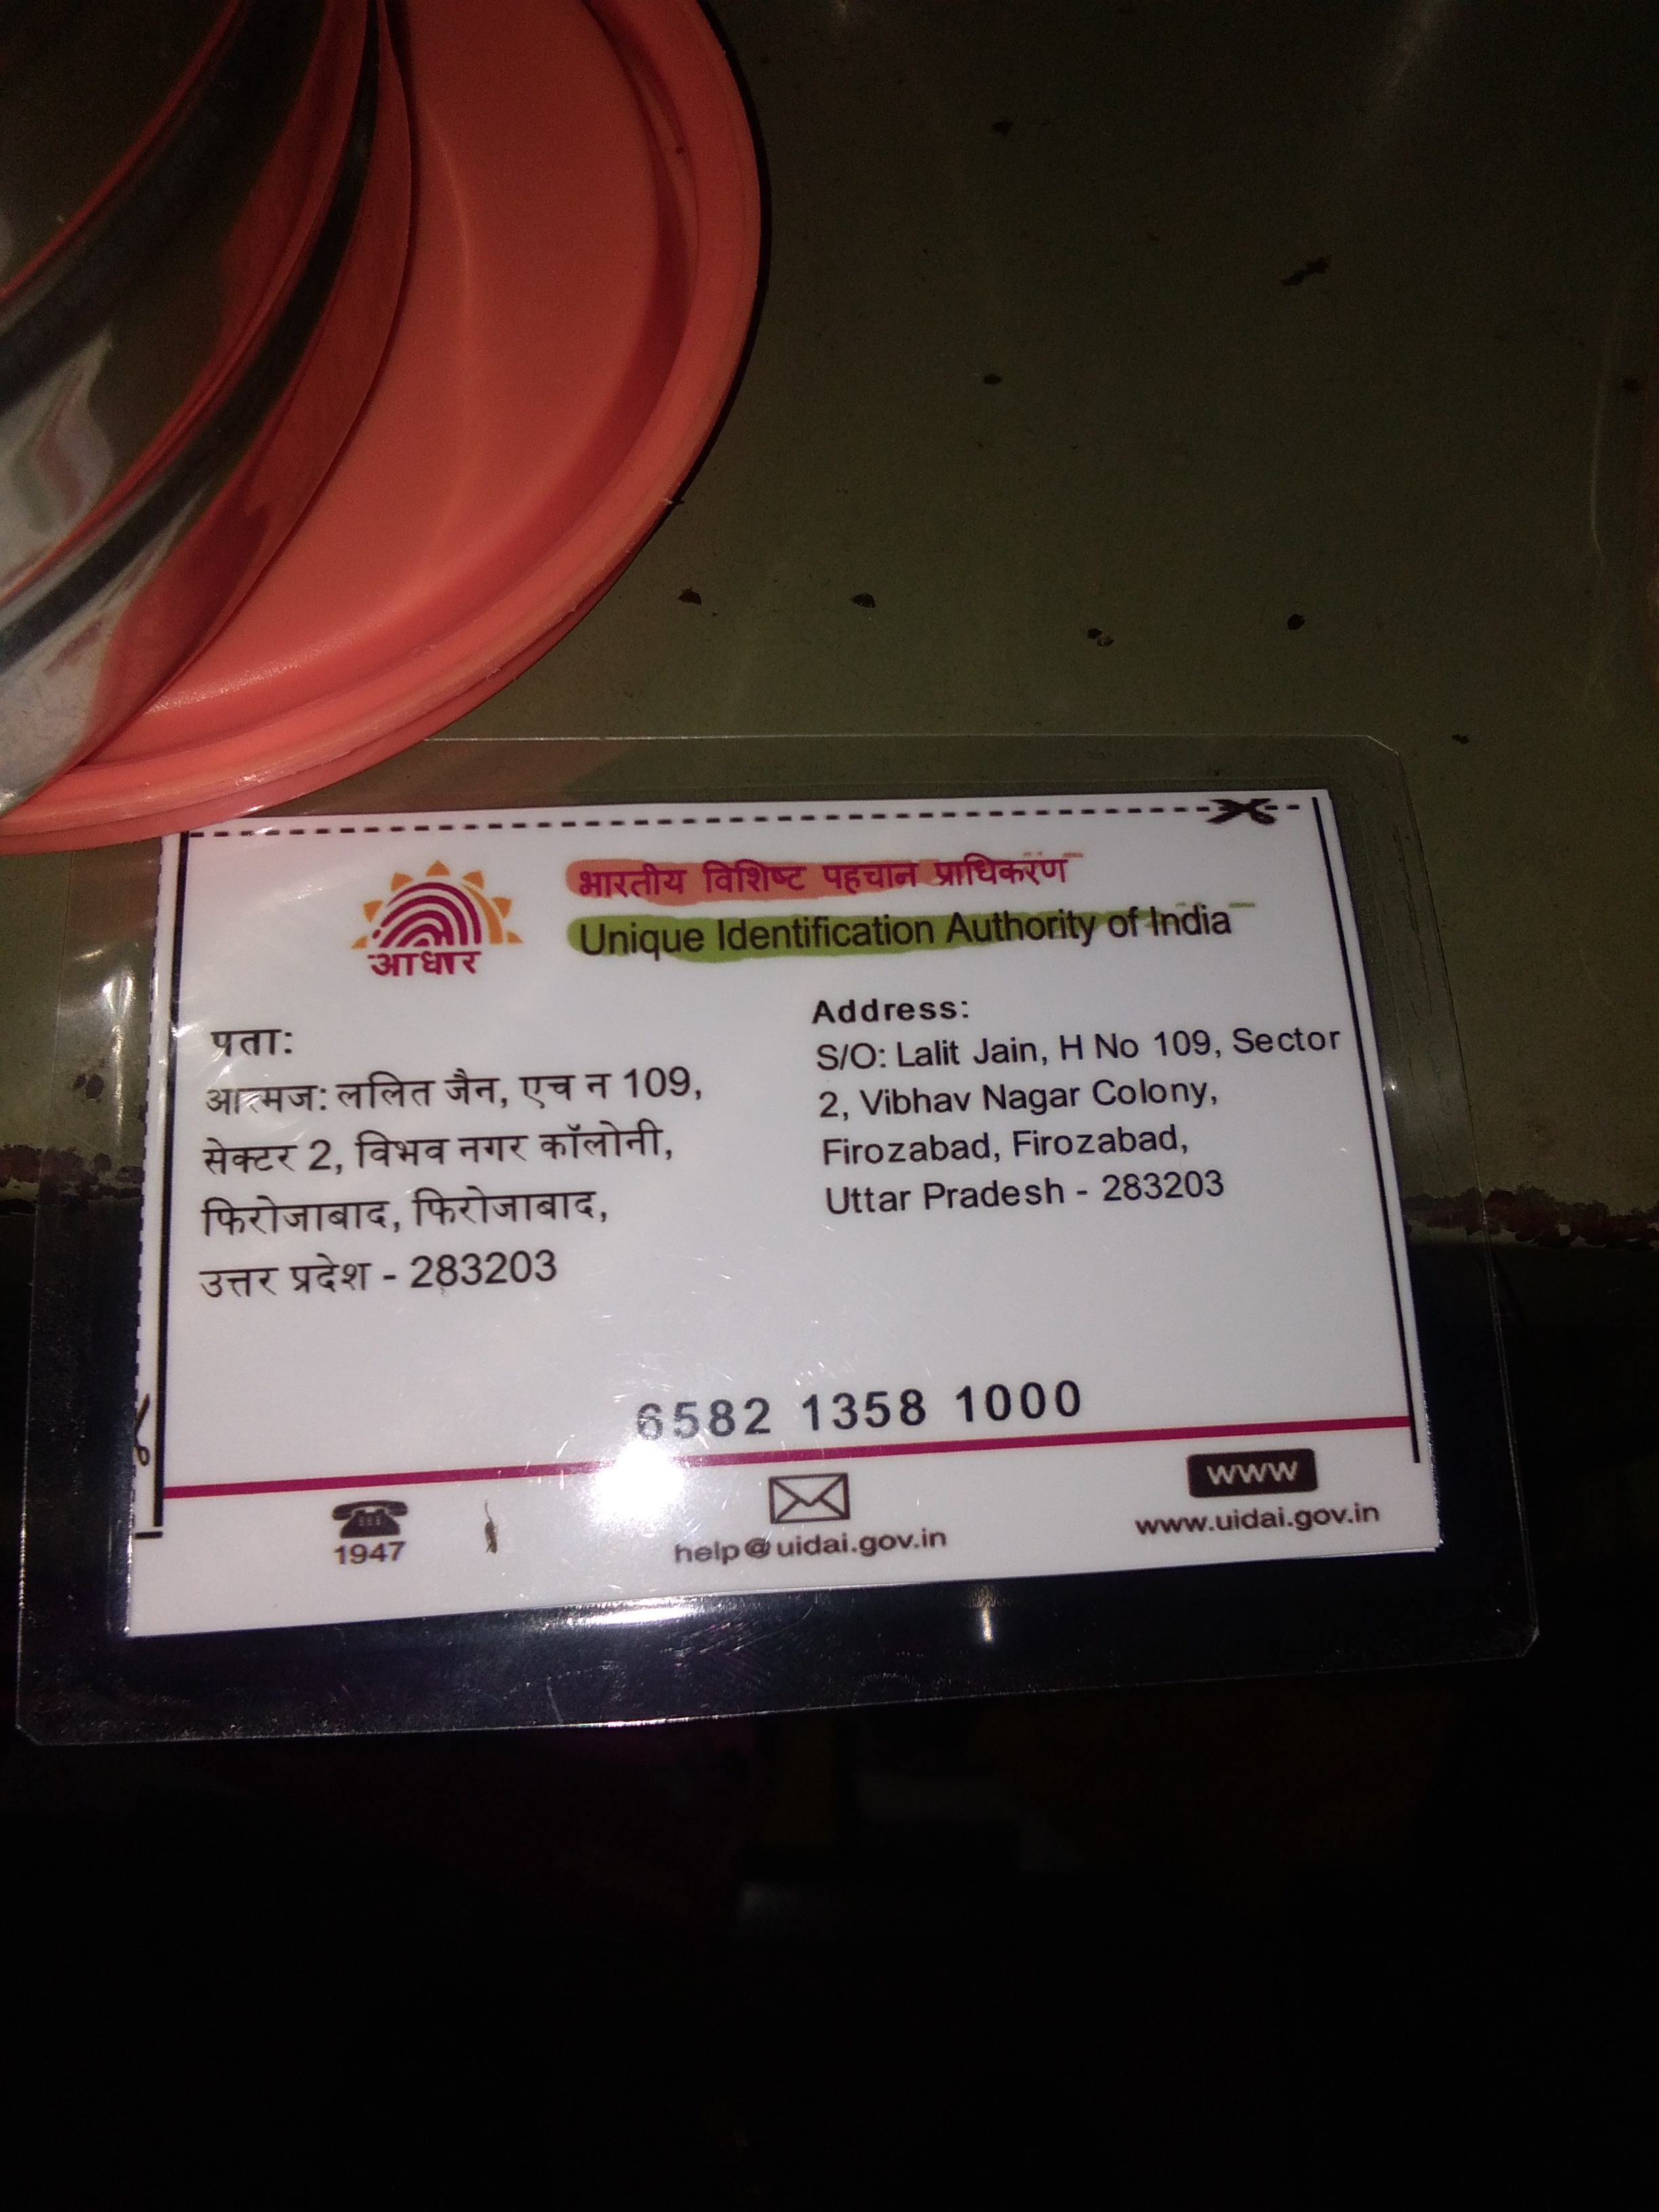 आधार
भारतीय विशिष्ट पहचान प्राधिकरण
Unique Identification Authority of India
पता:
आत्मज: ललित जैन, एच न 109,
सेक्टर 2, विभव नगर कॉलोनी,
फिरोजाबाद, फिरोजाबाद,
उत्तर प्रदेश - 283203
Address:
S/O: Lalit Jain, H No 109, Sector
2, Vibhav Nagar Colony,
Firozabad, Firozabad,
Uttar Pradesh - 283203
6582 1358 1000
1947
help@uidai.gov.in
www
www.uidai.gov.in